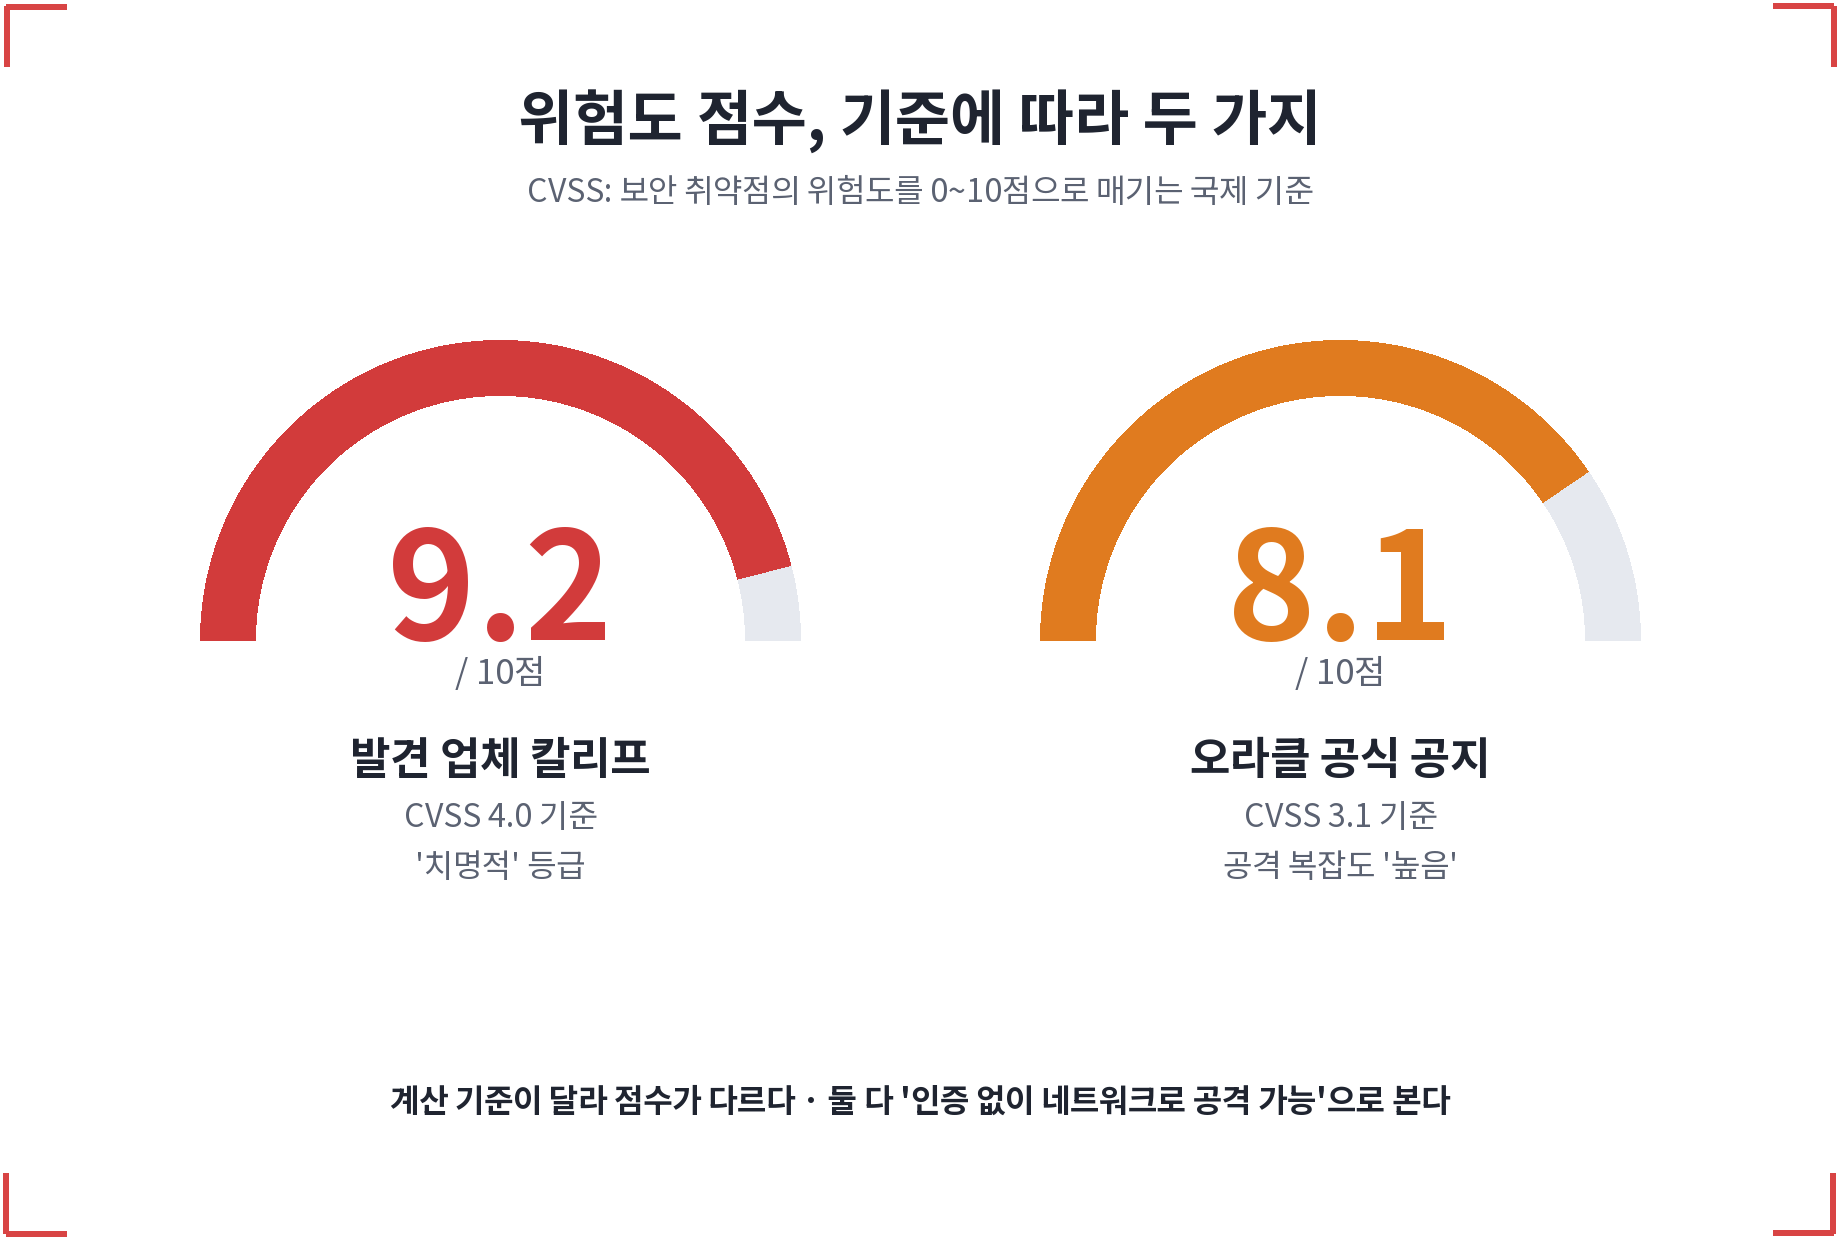 위험도 점수, 기준에 따라 두 가지
CVSS: 보안 취약점의 위험도를 0~10점으로 매기는 국제 기준
9.2
/ 10점
발견 업체 칼리프
CVSS 4.0 기준
'치명적' 등급
8.1
/ 10점
오라클 공식 공지
CVSS 3.1 기준
공격 복잡도 '높음'
계산 기준이 달라 점수가 다르다 · 둘 다 '인증 없이 네트워크로 공격 가능'으로 본다